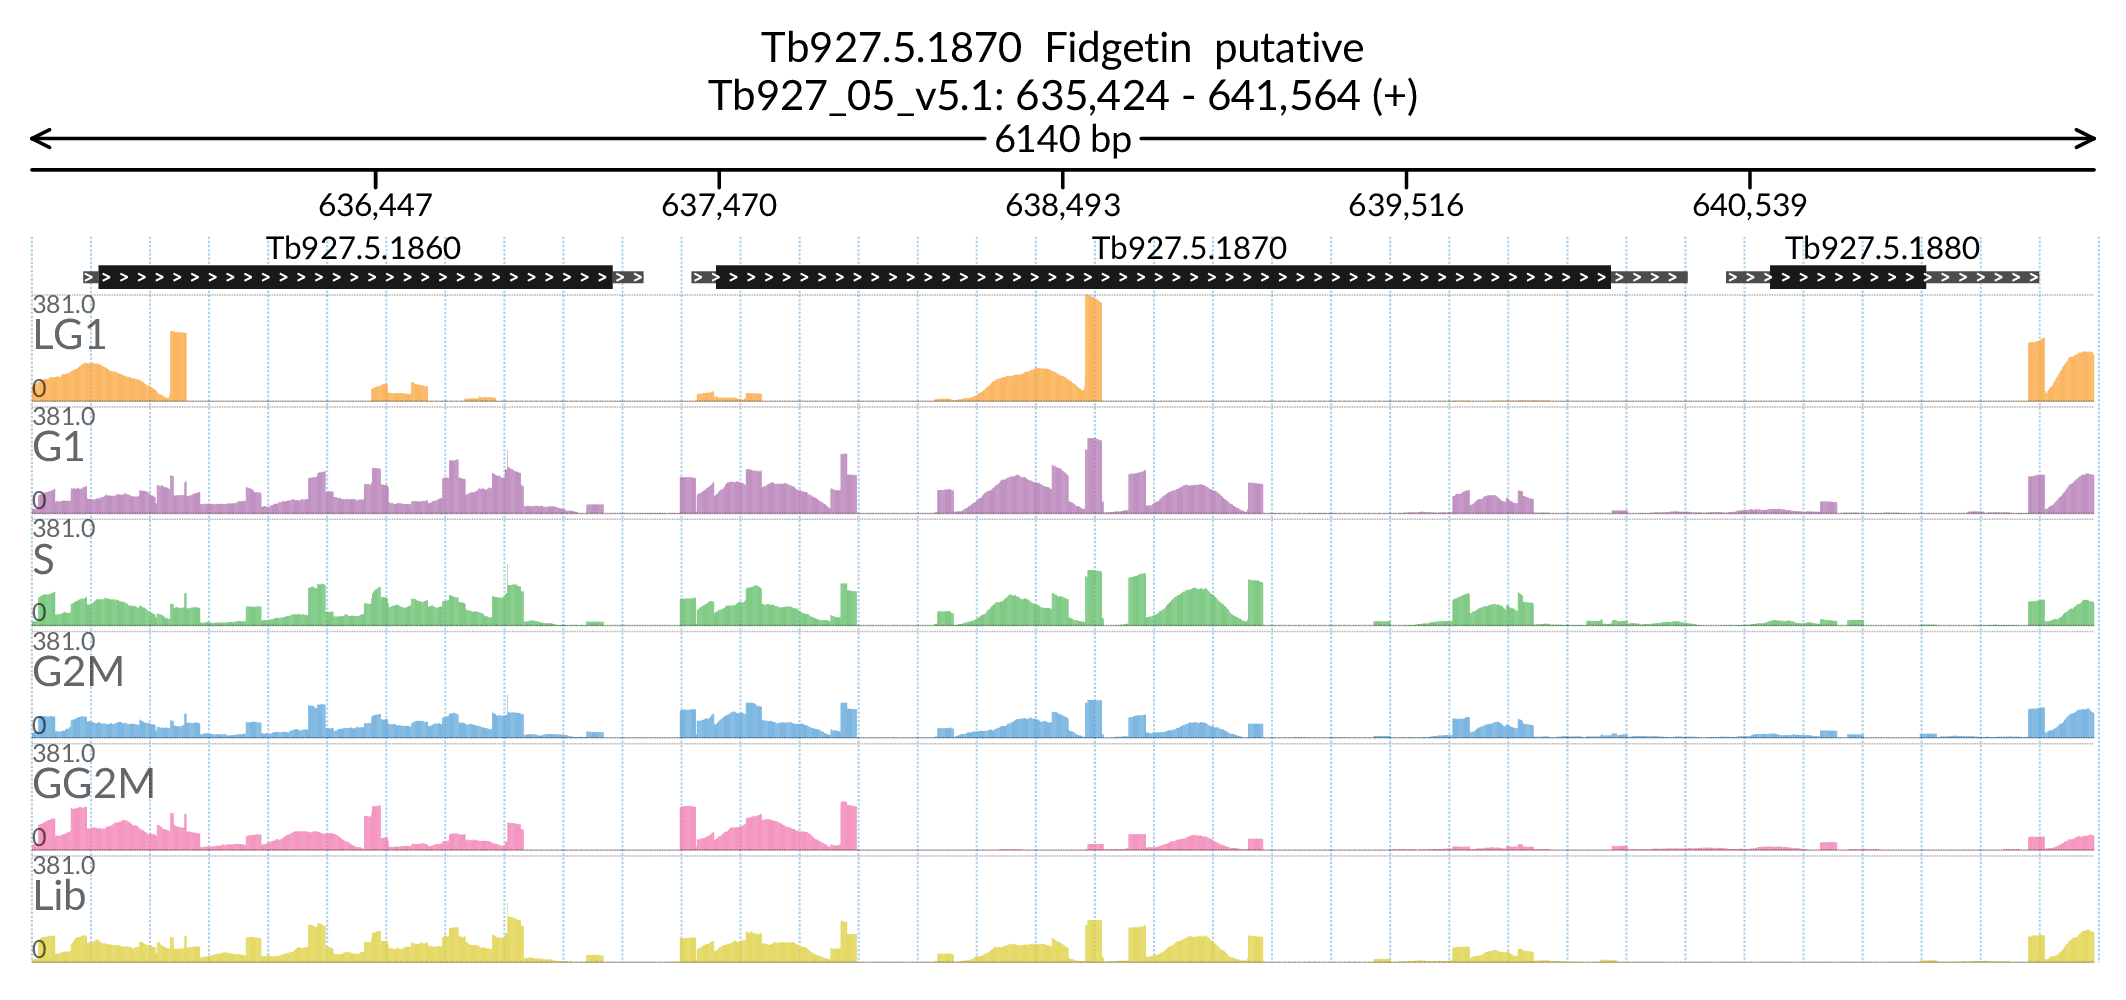 Tb927.5.1870 Fidgetin putative
Tb927_05_v5.1: 635,424 - 641,564 (+)
6140 bp
636,447 637,470 638,493 639,516 640,539
Tb927.5.1860 Tb927.5.1870 Tb927.5.1880
381.0
LG1
0
381.0
G1
0
381.0
S
0
381.0
G2M
0
381.0
GG2M
0
381.0
Lib
0